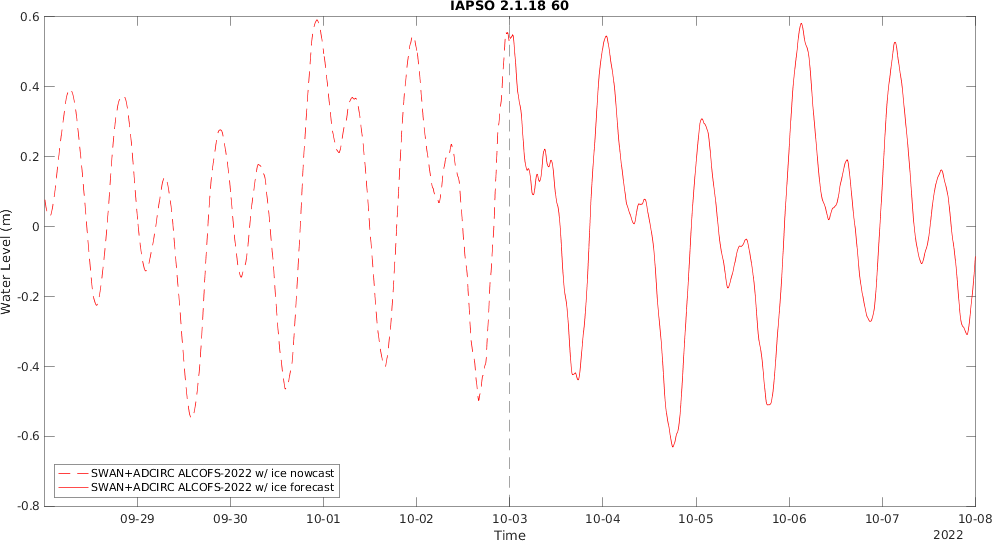 IAPSO 2.1.18 60
0.6
0.4
0.2
0
-0.2
-0.4
-0.6
-0.8
Water Level (m)
SWAN+ADCIRC ALCOFS-2022 w/ ice nowcast
SWAN+ADCIRC ALCOFS-2022 w/ ice forecast
09-29 09-30 10-01 10-02 10-03 10-04 10-05 10-06 10-07 10-08
Time
2022